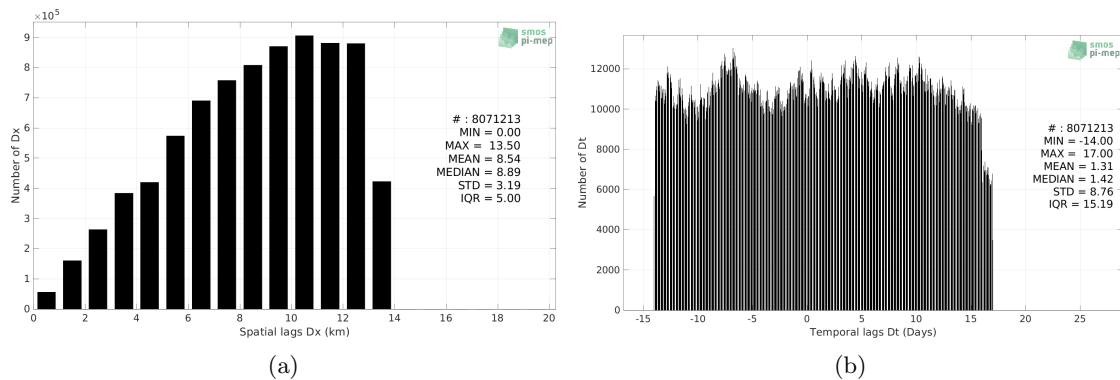 ×10⁵
9
8
7
6
5
4
3
2
1
0
Number of Dx
0 2 4 6 8 10 12 14 16 18 20
Spatial lags Dx (km)
smos
pi-mep
# : 8071213
MIN = 0.00
MAX = 13.50
MEAN = 8.54
MEDIAN = 8.89
STD = 3.19
IQR = 5.00
(a)
12000
10000
8000
6000
4000
2000
0
Number of Dt
-15 -10 -5 0 5 10 15 20 25
Temporal lags Dt (Days)
smos
pi-mep
# : 8071213
MIN = -14.00
MAX = 17.00
MEAN = 1.31
MEDIAN = 1.42
STD = 8.76
IQR = 15.19
(b)